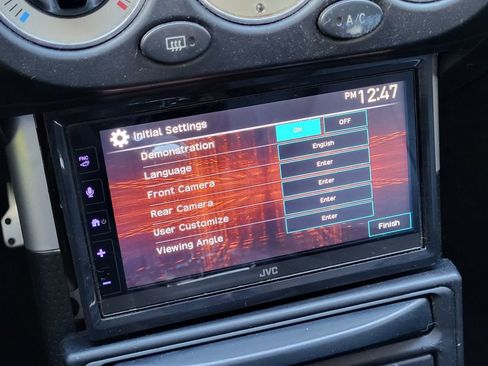 A/C
PM 12:47
Initial Settings
Demonstration ON OFF
Language English
Front Camera Enter
Rear Camera Enter
User Customize Enter
Viewing Angle Enter
Finish
FNC
JVC